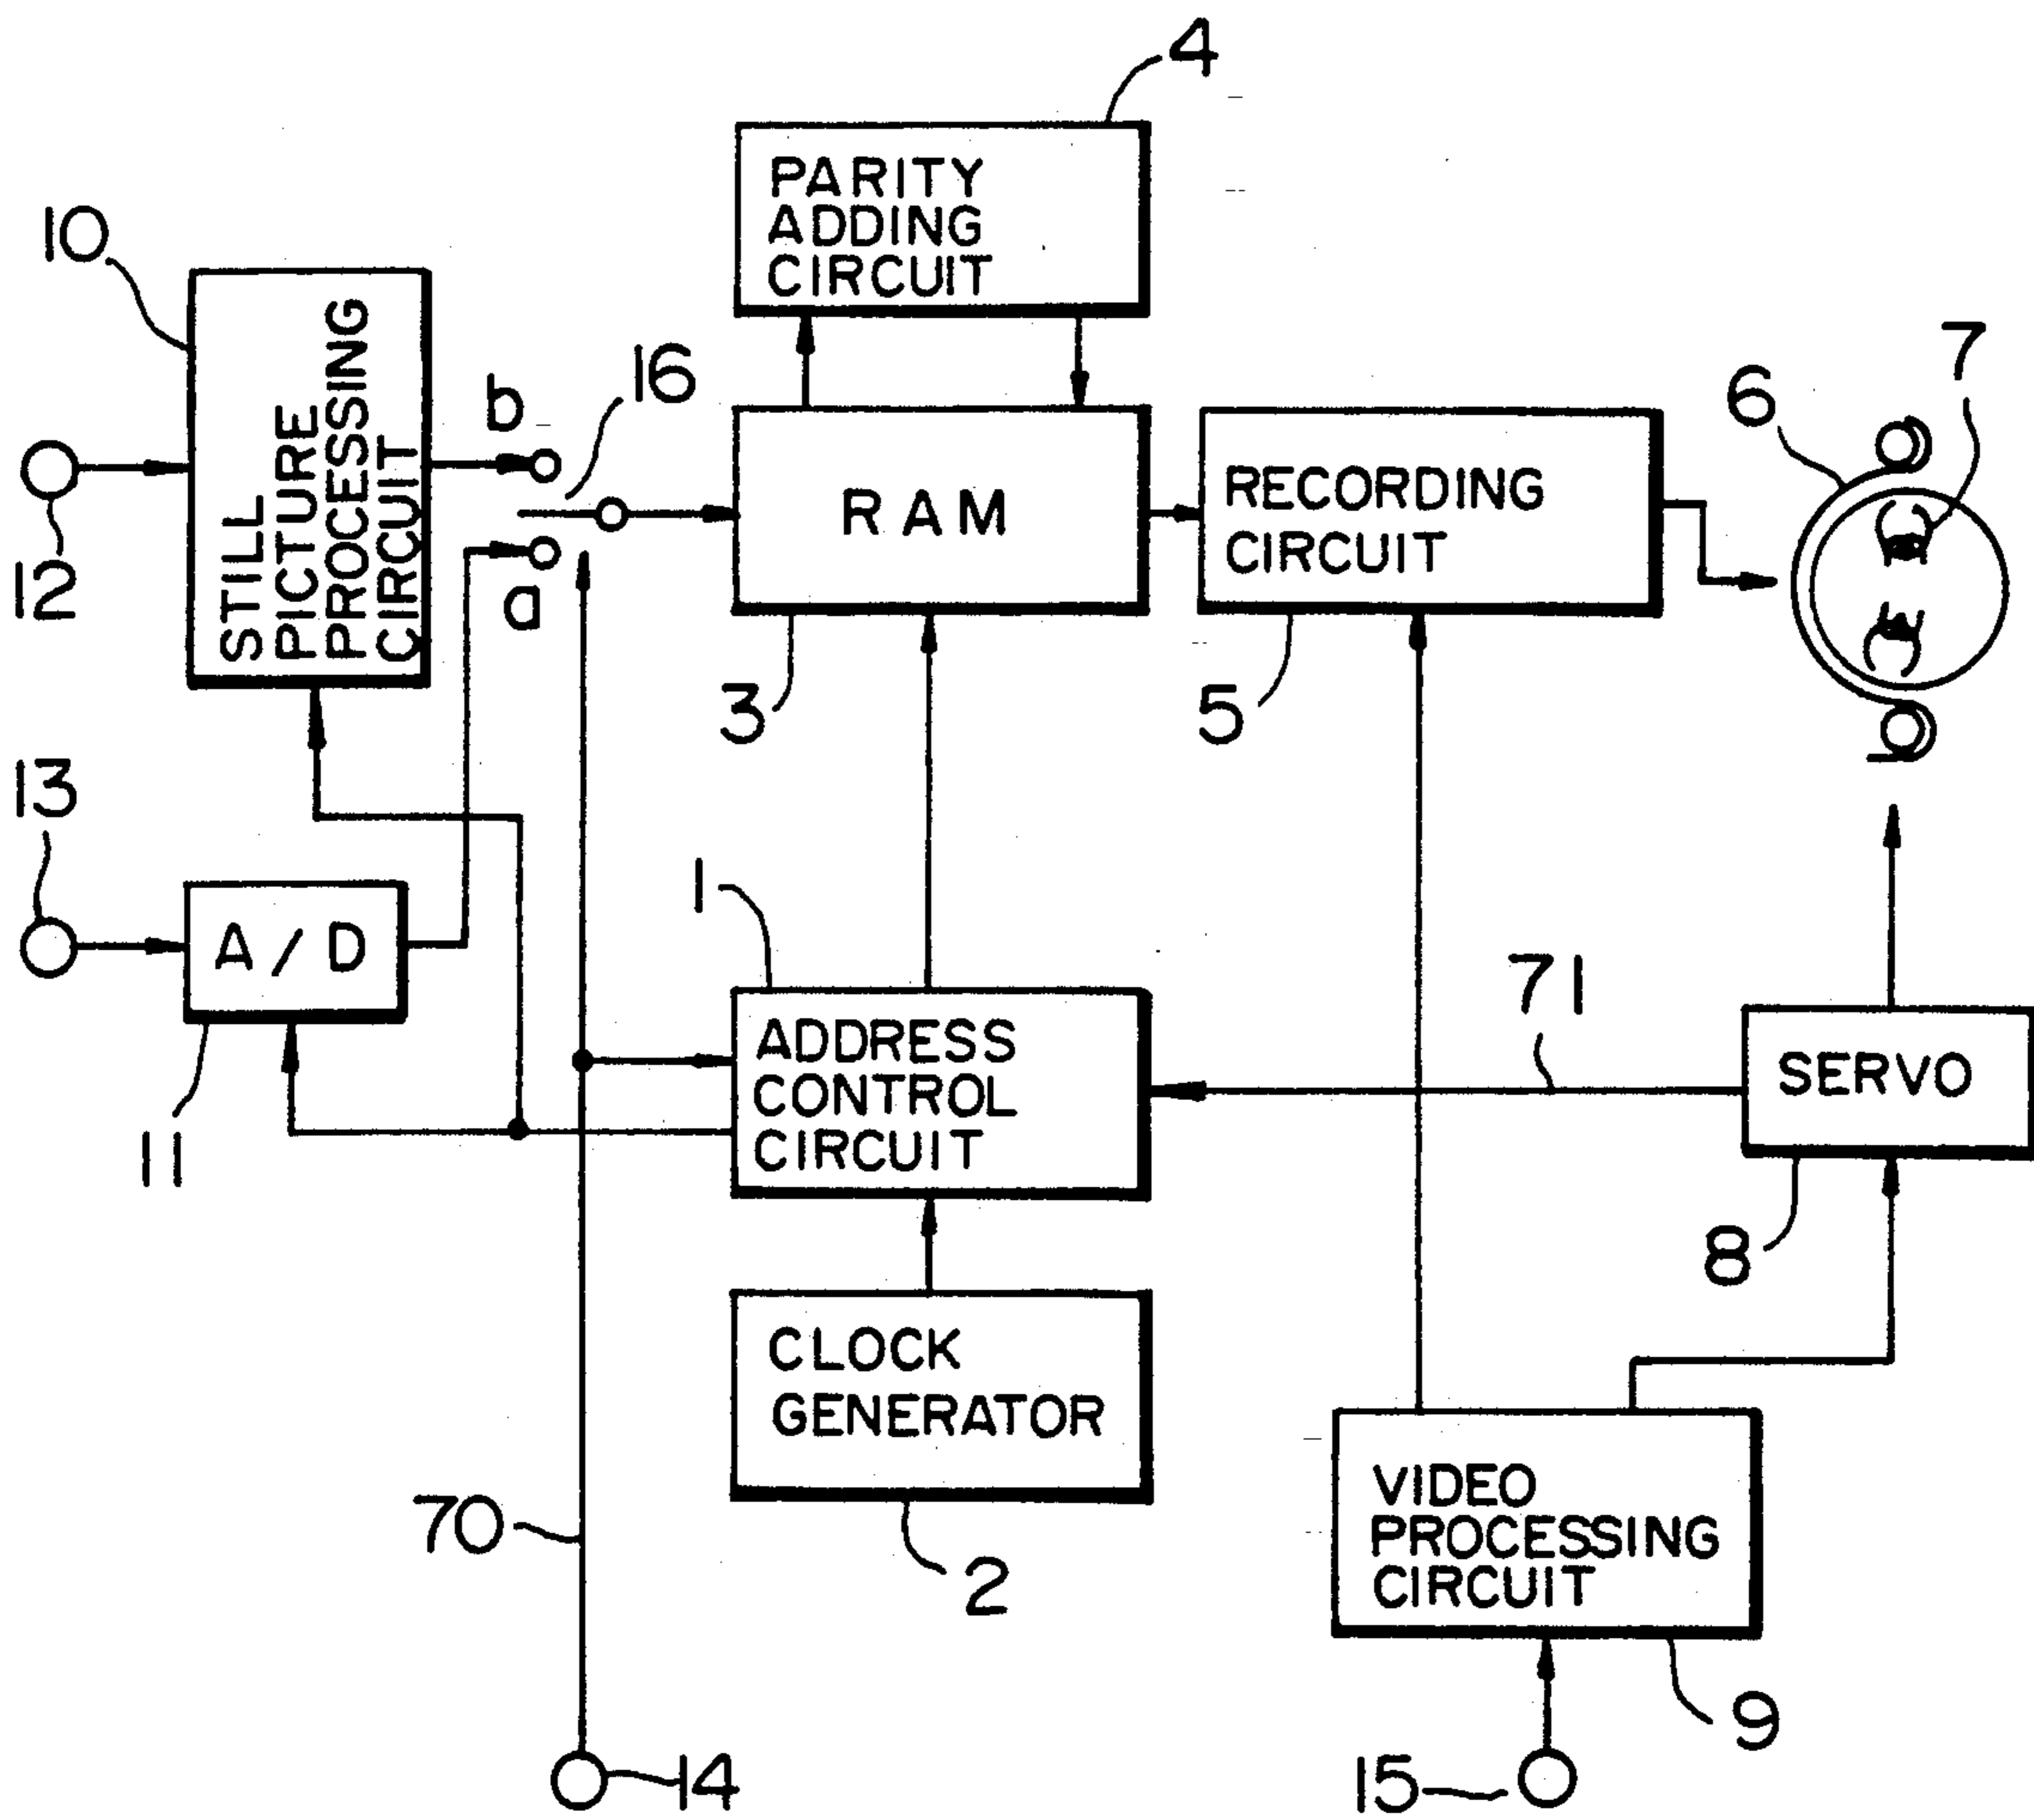 4
PARITY
ADDING
CIRCUIT
10
STILL
PICTURE
PROCESSING
CIRCUIT
b
16
a
12
RAM
3
RECORDING
CIRCUIT
5
6
7
13
A/D
11
1
ADDRESS
CONTROL
CIRCUIT
71
SERVO
8
CLOCK
GENERATOR
2
70
VIDEO
PROCESSING
CIRCUIT
9
14
15